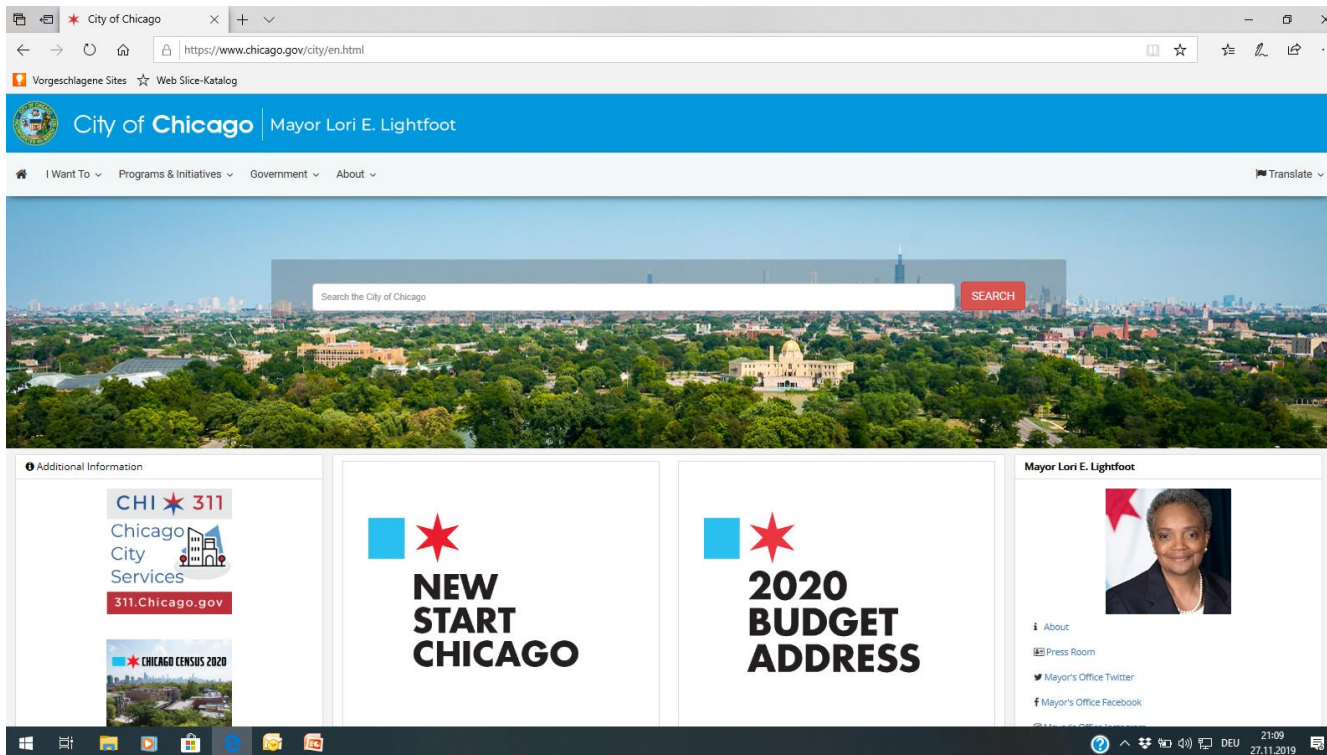 City of Chicago
https://www.chicago.gov/city/en.html
Vorgeschlagene Sites Web Slice-Katalog
City of Chicago Mayor Lori E. Lightfoot
I Want To Programs & Initiatives Government About Translate
Search the City of Chicago SEARCH
Additional Information
CHI 311
Chicago
City
Services
311.Chicago.gov
CHICAGO CENSUS 2020
NEW
START
CHICAGO
2020
BUDGET
ADDRESS
Mayor Lori E. Lightfoot
About
Press Room
Mayor's Office Twitter
Mayor's Office Facebook
DEU
21:09
27.11.2019